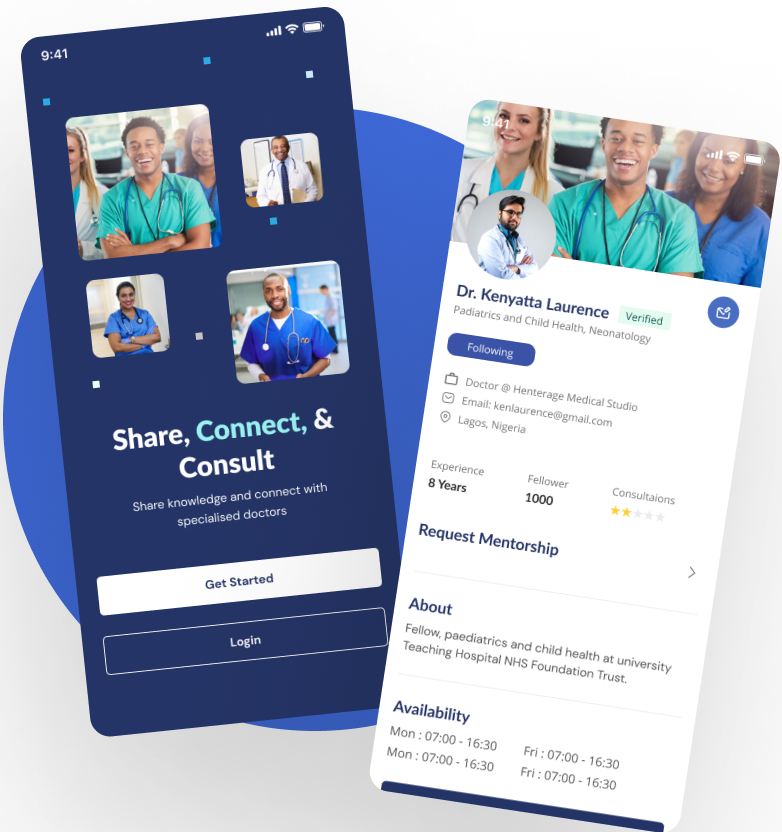 9:41
Share, Connect, &
Consult
Share knowledge and connect with
specialised doctors
Get Started
Login
9:41
Dr. Kenyatta Laurence
Verified
Padiatrics and Child Health, Neonatology
Following
Doctor @ Henterage Medical Studio
Email: kenlaurence@gmail.com
Lagos, Nigeria
Experience
8 Years
Fellower
1000
Consultaions
Request Mentorship
About
Fellow, paediatrics and child health at university
Teaching Hospital NHS Foundation Trust.
Availability
Mon : 07:00 - 16:30
Fri : 07:00 - 16:30
Mon : 07:00 - 16:30
Fri : 07:00 - 16:30